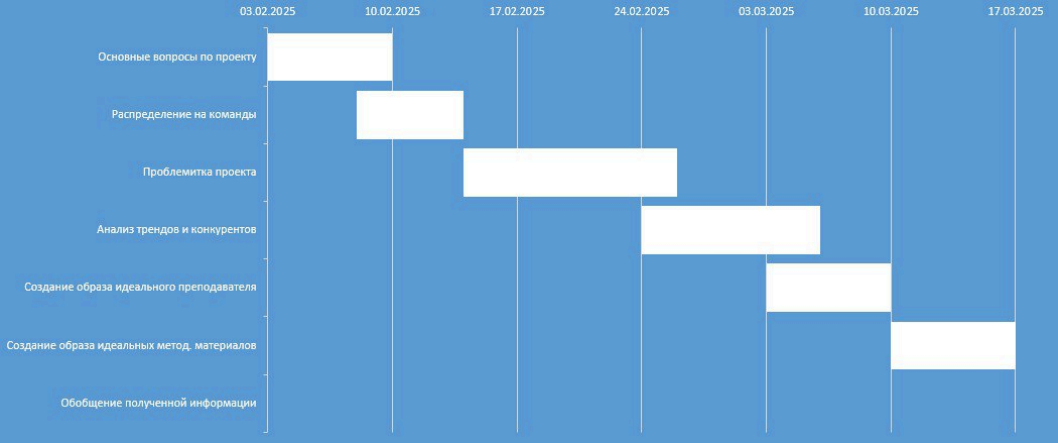 03.02.2025 10.02.2025 17.02.2025 24.02.2025 03.03.2025 10.03.2025 17.03.2025
Основные вопросы по проекту
Распределение на команды
Проблемитка проекта
Анализ трендов и конкурентов
Создание образа идеального преподавателя
Создание образа идеальных метод. материалов
Обобщение полученной информации